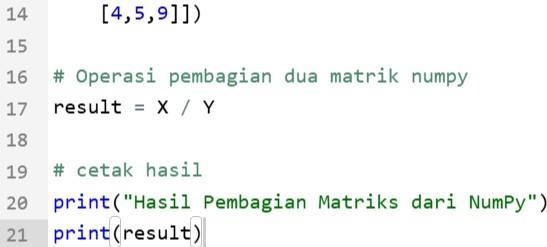 14 [4,5,9]])
15
16 # Operasi pembagian dua matrik numpy
17 result = X / Y
18
19 # cetak hasil
20 print("Hasil Pembagian Matriks dari NumPy")
21 print(result)